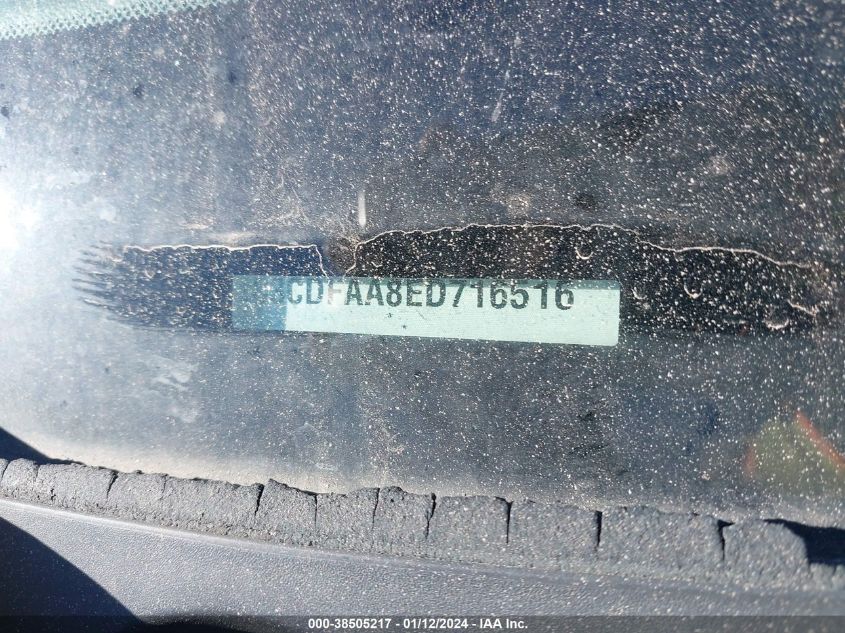 CDFAA8ED716516
000-38505217 - 01/12/2024 - IAA Inc.